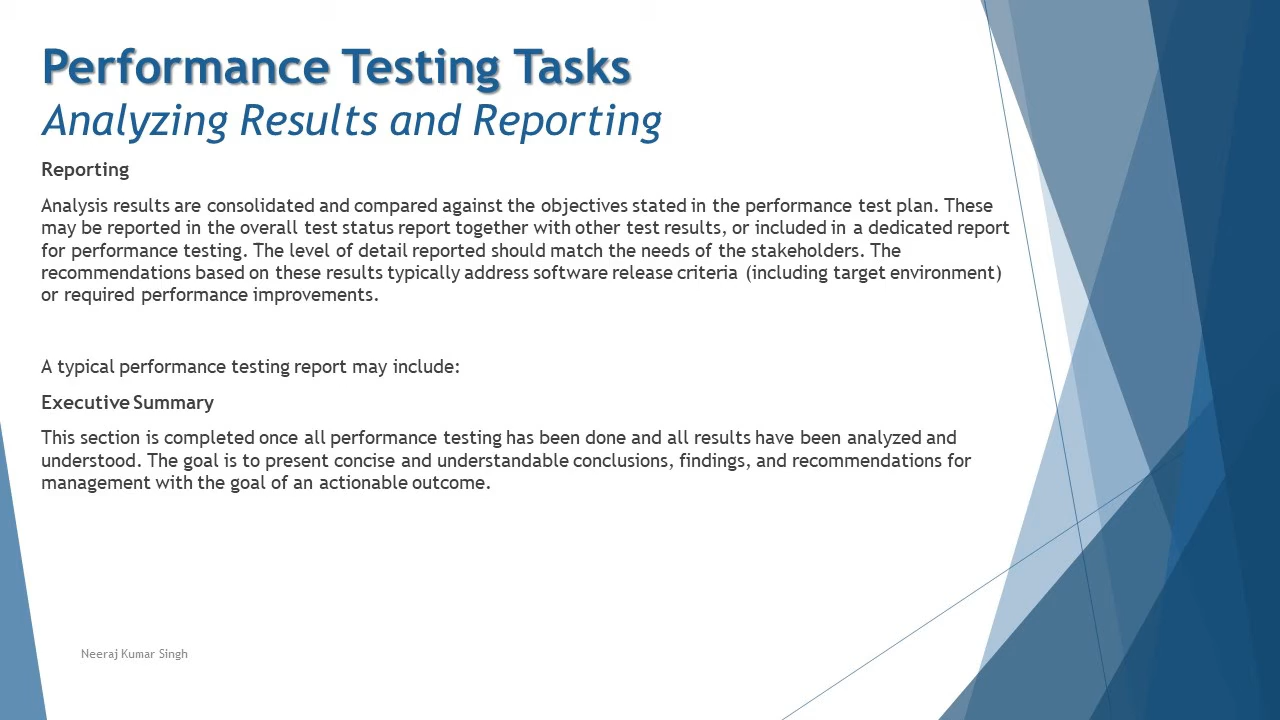 Performance Testing Tasks
Analyzing Results and Reporting
Reporting
Analysis results are consolidated and compared against the objectives stated in the performance test plan. These
may be reported in the overall test status report together with other test results, or included in a dedicated report
for performance testing. The level of detail reported should match the needs of the stakeholders. The
recommendations based on these results typically address software release criteria (including target environment)
or required performance improvements.
A typical performance testing report may include:
Executive Summary
This section is completed once all performance testing has been done and all results have been analyzed and
understood. The goal is to present concise and understandable conclusions, findings, and recommendations for
management with the goal of an actionable outcome.
Neeraj Kumar Singh